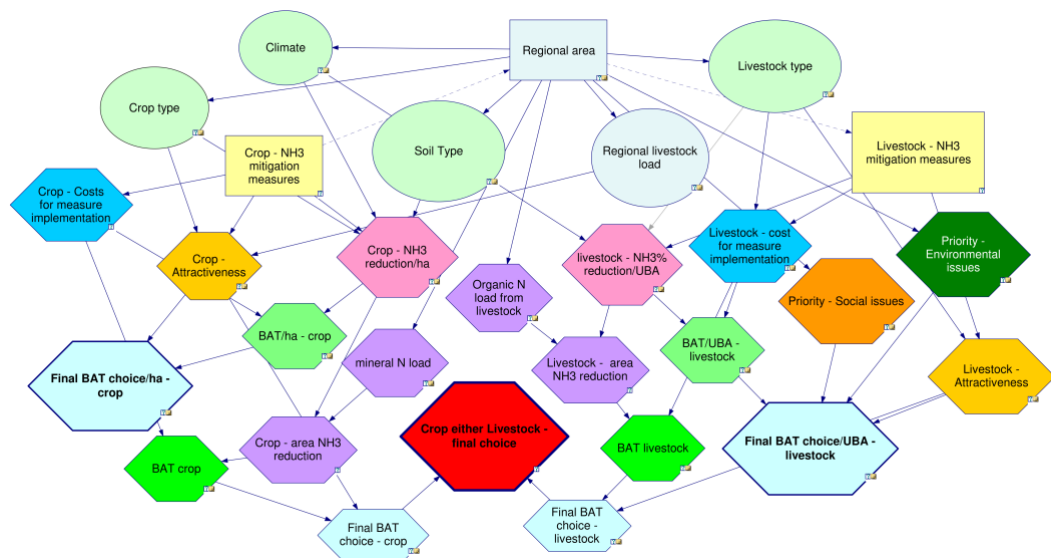 Climate
Regional area
Livestock type
Crop type
Crop - NH3
mitigation
measures
Soil Type
Regional livestock
load
Livestock - NH3
mitigation measures
Crop - Costs
for measure
implementation
Crop -
Attractiveness
Crop - NH3
reduction/ha
livestock - NH3%
reduction/UBA
Livestock - cost
for measure
implementation
Priority -
Environmental
issues
Organic N
load from
livestock
Priority - Social issues
BAT/ha - crop
mineral N load
Livestock - area
NH3 reduction
BAT/UBA -
livestock
Livestock -
Attractiveness
Final BAT choice/ha -
crop
Crop either Livestock -
final choice
Final BAT choice/UBA -
livestock
BAT crop
Crop - area NH3
reduction
BAT livestock
Final BAT
choice - crop
Final BAT
choice -
livestock